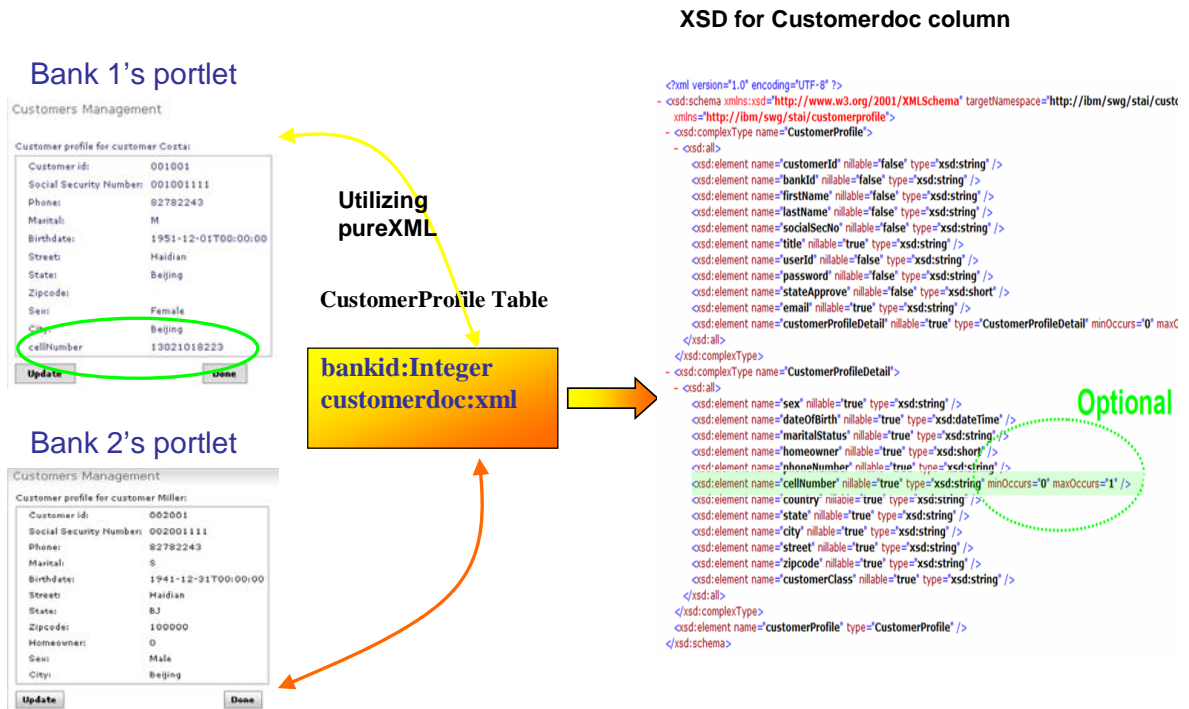 XSD for Customerdoc column
Bank 1's portlet
Customers Management
Customer profile for customer Costa:
Customer id: 001001
Social Security Number: 001001111
Phone: 82782243
Marital: M
Birthdate: 1951-12-01T00:00:00
Street: Haidian
State: Beijing
Zipcode:
Sex: Female
City: Beijing
cellNumber 13021018223
Update Done
Bank 2's portlet
Customers Management
Customer profile for customer Miller:
Customer id: 002001
Social Security Number: 002001111
Phone: 82782243
Marital: S
Birthdate: 1941-12-31T00:00:00
Street: Haidian
State: BJ
Zipcode: 100000
Homeowner: 0
Sex: Male
City: Beijing
Update Done
Utilizing
pureXML
CustomerProfile Table
bankid:Integer
customerdoc:xml
<?xml version="1.0" encoding="UTF-8" ?>
- <xsd:schema xmlns:xsd="http://www.w3.org/2001/XMLSchema" targetNamespace="http://ibm/swg/stai/custo
xmlns="http://ibm/swg/stai/customerprofile">
- <xsd:complexType name="CustomerProfile">
- <xsd:all>
<xsd:element name="customerId" nillable="false" type="xsd:string" />
<xsd:element name="bankId" nillable="false" type="xsd:string" />
<xsd:element name="firstName" nillable="false" type="xsd:string" />
<xsd:element name="lastName" nillable="false" type="xsd:string" />
<xsd:element name="socialSecNo" nillable="false" type="xsd:string" />
<xsd:element name="title" nillable="true" type="xsd:string" />
<xsd:element name="userId" nillable="false" type="xsd:string" />
<xsd:element name="password" nillable="false" type="xsd:string" />
<xsd:element name="stateApprove" nillable="false" type="xsd:short" />
<xsd:element name="email" nillable="true" type="xsd:string" />
<xsd:element name="customerProfileDetail" nillable="true" type="CustomerProfileDetail" minOccurs="0" maxO
</xsd:all>
</xsd:complexType>
- <xsd:complexType name="CustomerProfileDetail">
- <xsd:all>
<xsd:element name="sex" nillable="true" type="xsd:string" />
<xsd:element name="dateOfBirth" nillable="true" type="xsd:dateTime" />
<xsd:element name="maritalStatus" nillable="true" type="xsd:string" />
<xsd:element name="homeowner" nillable="true" type="xsd:short" />
<xsd:element name="phoneNumber" nillable="true" type="xsd:string" />
<xsd:element name="cellNumber" nillable="true" type="xsd:string" minOccurs="0" maxOccurs="1" />
<xsd:element name="country" nillable="true" type="xsd:string" />
<xsd:element name="state" nillable="true" type="xsd:string" />
<xsd:element name="city" nillable="true" type="xsd:string" />
<xsd:element name="street" nillable="true" type="xsd:string" />
<xsd:element name="zipcode" nillable="true" type="xsd:string" />
<xsd:element name="customerClass" nillable="true" type="xsd:string" />
</xsd:all>
</xsd:complexType>
<xsd:element name="customerProfile" type="CustomerProfile" />
</xsd:schema>
Optional